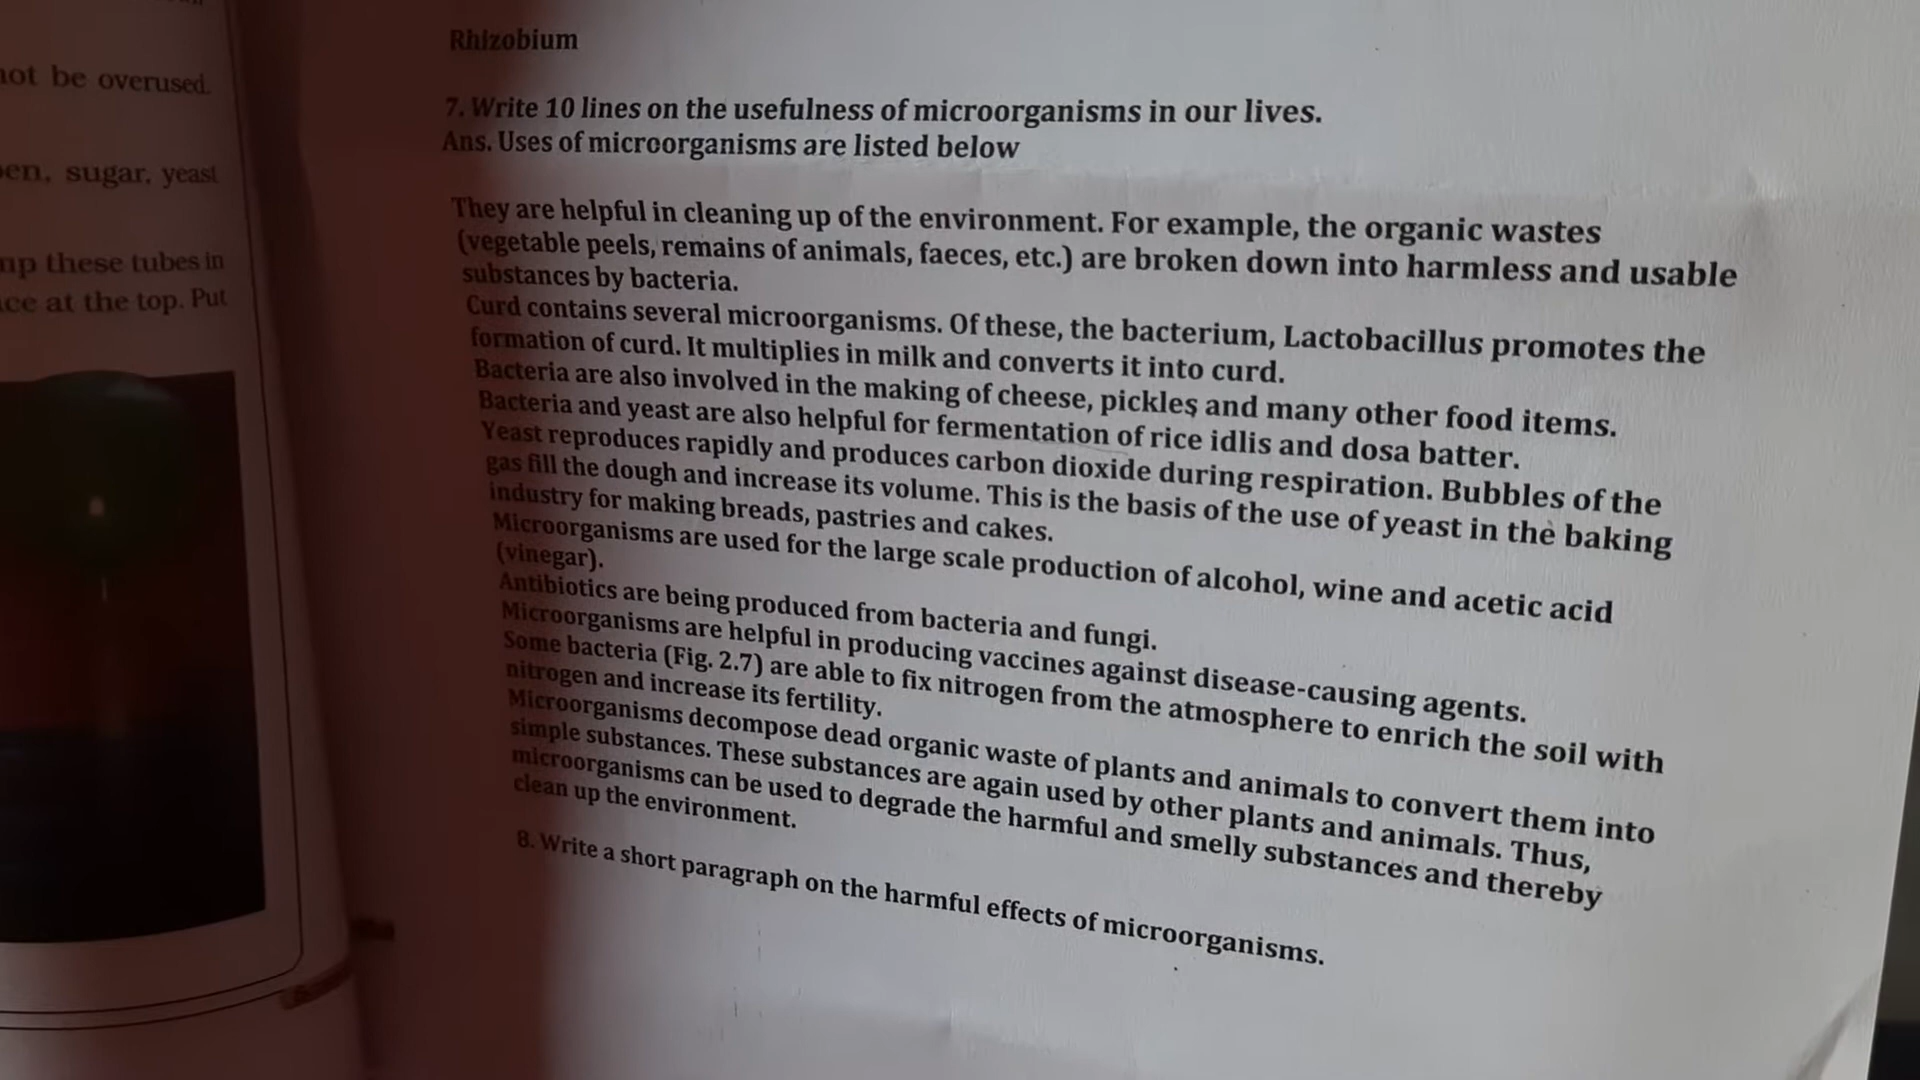 not be overused.
sugar, yeast
these tubes in
at the top. Put
Rhizobium
7. Write 10 lines on the usefulness of microorganisms in our lives.
Ans. Uses of microorganisms are listed below
They are helpful in cleaning up of the environment. For example, the organic wastes
(vegetable peels, remains of animals, faeces, etc.) are broken down into harmless and usable
substances by bacteria.
Curd contains several microorganisms. Of these, the bacterium, Lactobacillus promotes the
formation of curd. It multiplies in milk and converts it into curd.
Bacteria are also involved in the making of cheese, pickles and many other food items.
Bacteria and yeast are also helpful for fermentation of rice idlis and dosa batter.
Yeast reproduces rapidly and produces carbon dioxide during respiration. Bubbles of the
gas fill the dough and increase its volume. This is the basis of the use of yeast in the baking
industry for making breads, pastries and cakes.
Microorganisms are used for the large scale production of alcohol, wine and acetic acid
(vinegar).
Antibiotics are being produced from bacteria and fungi.
Microorganisms are helpful in producing vaccines against disease-causing agents.
Some bacteria (Fig. 2.7) are able to fix nitrogen from the atmosphere to enrich the soil with
nitrogen and increase its fertility.
Microorganisms decompose dead organic waste of plants and animals to convert them into
simple substances. These substances are again used by other plants and animals. Thus,
microorganisms can be used to degrade the harmful and smelly substances and thereby
clean up the environment.
8. Write a short paragraph on the harmful effects of microorganisms.